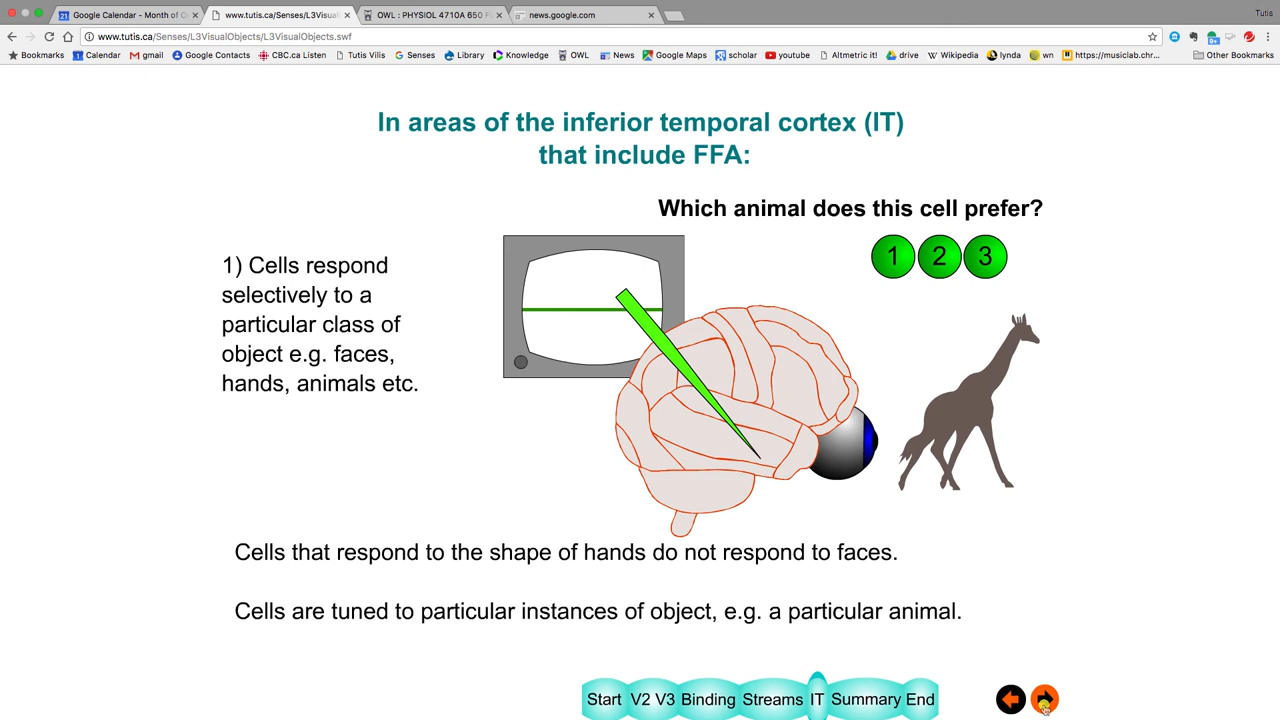 Google Calendar - Month of O
www.tutis.ca/Senses/L3Visual
OWL : PHYSIOL 4710A 650 F
news.google.com
Tutis
www.tutis.ca/Senses/L3VisualObjects/L3VisualObjects.swf
Bookmarks Calendar gmail Google Contacts CBC.ca Listen Tutis Vilis Senses Library Knowledge OWL News Google Maps scholar youtube Altmetric it! drive Wikipedia lynda wn https://musiclab.chr... Other Bookmarks
In areas of the inferior temporal cortex (IT)
that include FFA:
Which animal does this cell prefer?
1 2 3
1) Cells respond
selectively to a
particular class of
object e.g. faces,
hands, animals etc.
Cells that respond to the shape of hands do not respond to faces.
Cells are tuned to particular instances of object, e.g. a particular animal.
Start V2 V3 Binding Streams IT Summary End